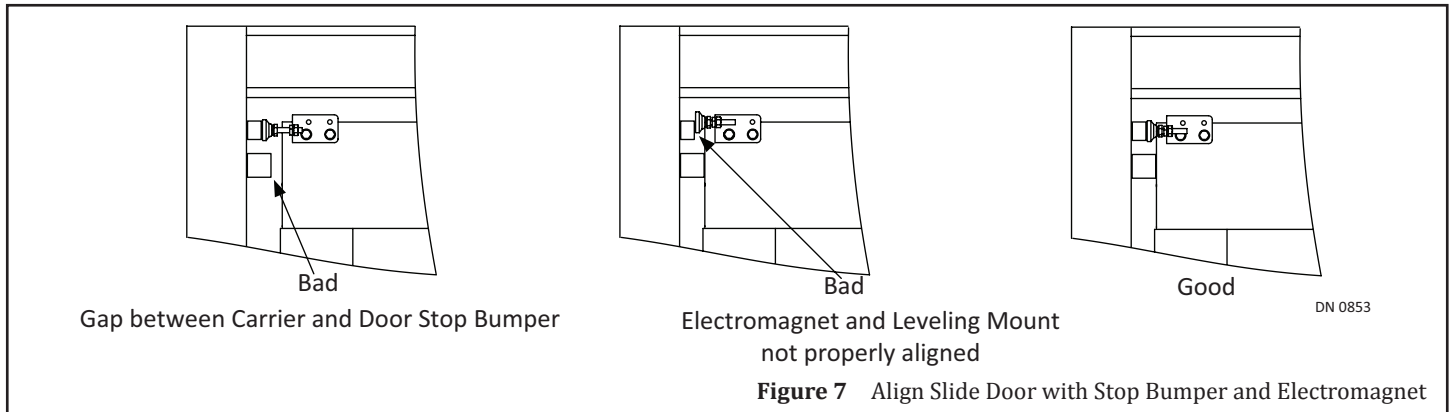 Bad
Gap between Carrier and Door Stop Bumper
Bad
Electromagnet and Leveling Mount
not properly aligned
Good
DN 0853
Figure 7 Align Slide Door with Stop Bumper and Electromagnet